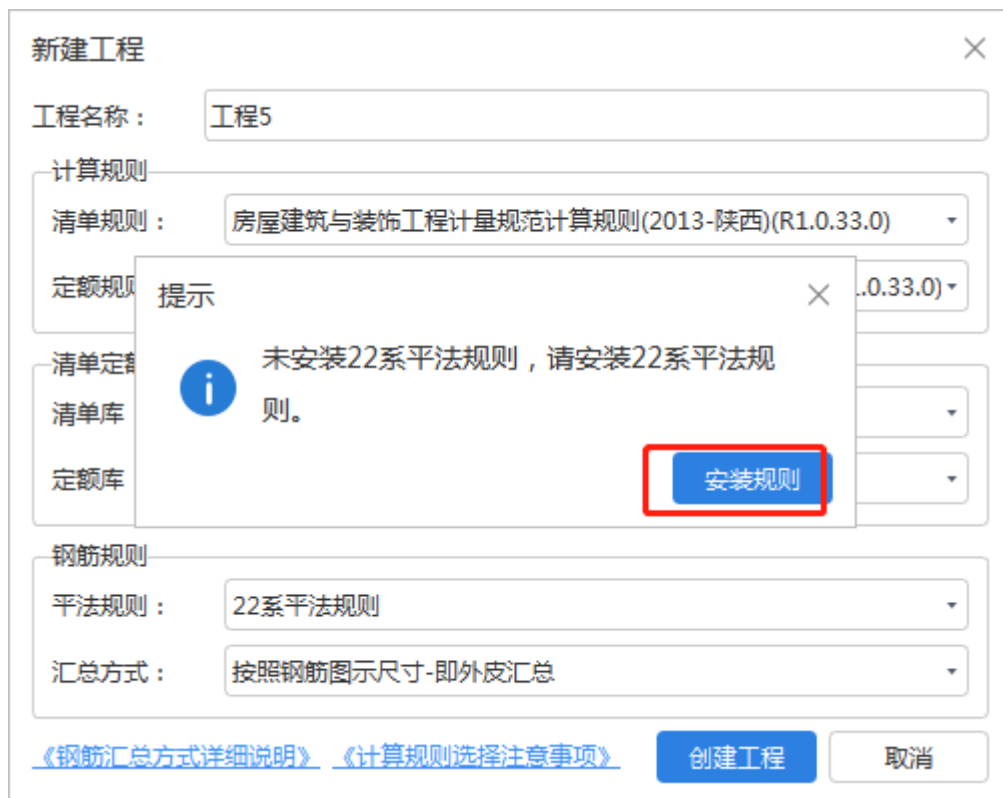 新建工程
工程名称：
工程5
计算规则
清单规则：
房屋建筑与装饰工程计量规范计算规则(2013-陕西)(R1.0.33.0)
定额规则
.0.33.0)
提示
未安装22系平法规则，请安装22系平法规
则。
安装规则
清单定额
清单库
定额库
钢筋规则
平法规则：
22系平法规则
汇总方式：
按照钢筋图示尺寸-即外皮汇总
《钢筋汇总方式详细说明》 《计算规则选择注意事项》
创建工程
取消